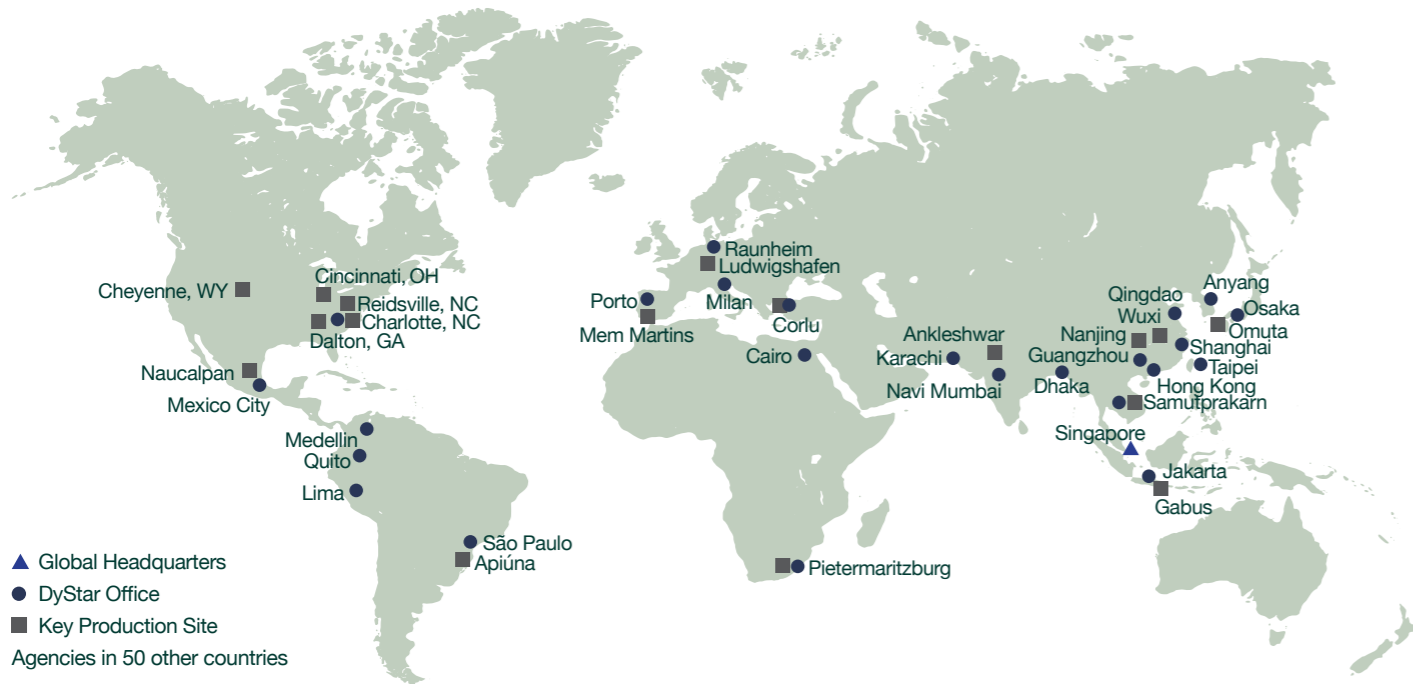 Cheyenne, WY
Cincinnati, OH
Reidsville, NC
Charlotte, NC
Dalton, GA
Naucalpan
Mexico City
Medellin
Quito
Lima
São Paulo
Apiúna
Raunheim
Ludwigshafen
Porto
Milan
Mem Martins
Corlu
Cairo
Ankleshwar
Karachi
Navi Mumbai
Dhaka
Anyang
Qingdao
Osaka
Wuxi
Omuta
Nanjing
Shanghai
Guangzhou
Taipei
Hong Kong
Samutprakarn
Singapore
Jakarta
Gabus
Pietermaritzburg
Global Headquarters
DyStar Office
Key Production Site
Agencies in 50 other countries